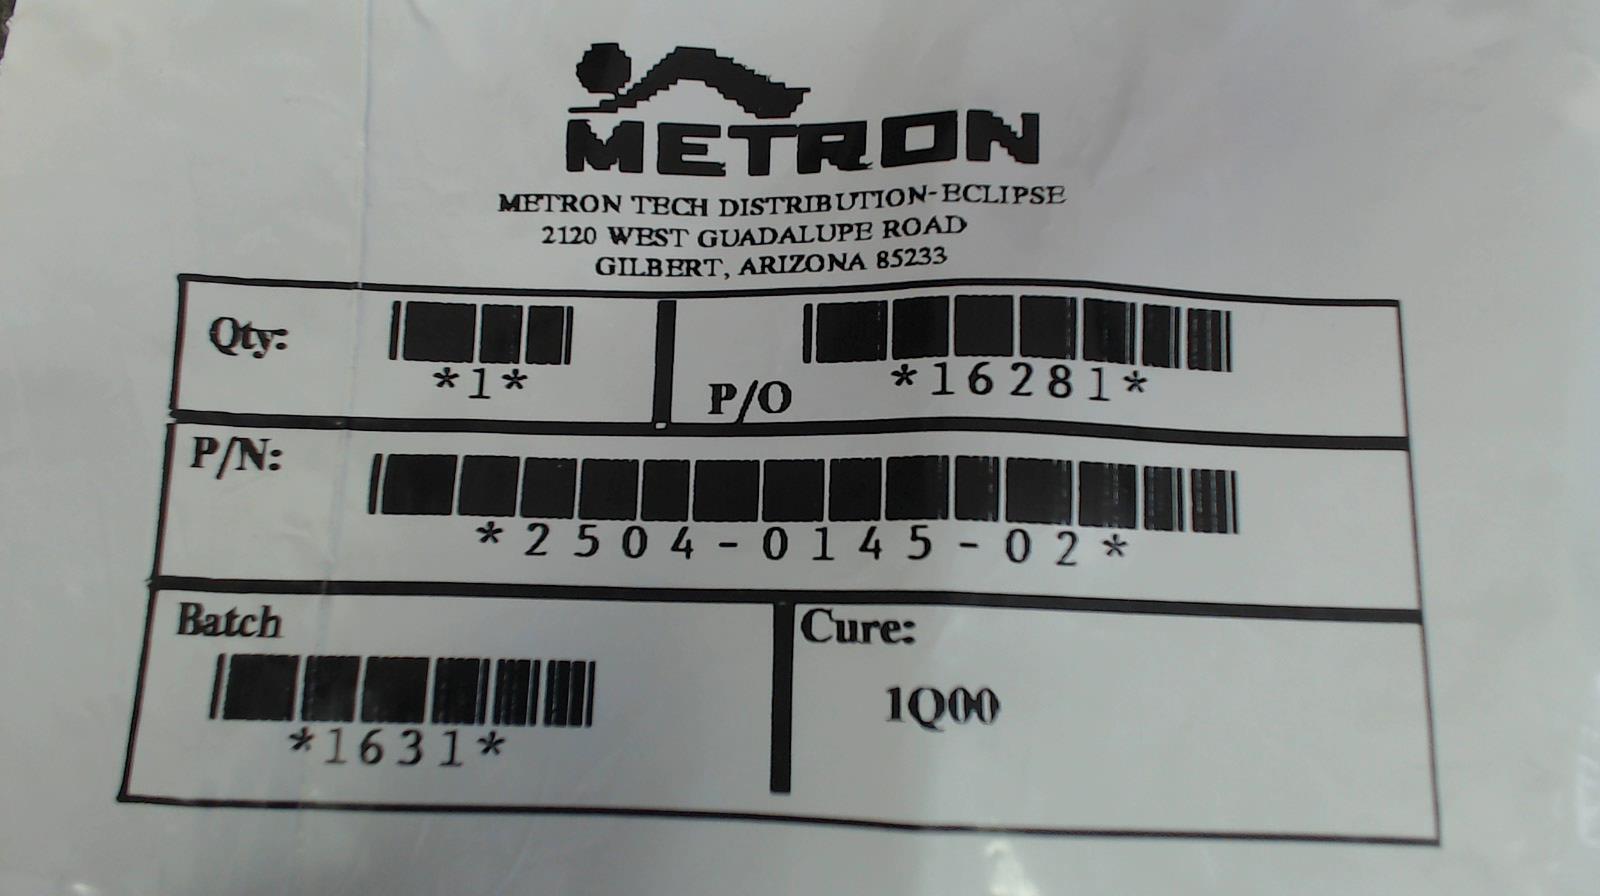 METRON
METRON TECH DISTRIBUTION-ECLIPSE
2120 WEST GUADALUPE ROAD
GILBERT, ARIZONA 85233
Qty:
*1*
P/O
*16281*
P/N:
*2504-0145-02*
Batch
*1631*
Cure:
1Q00